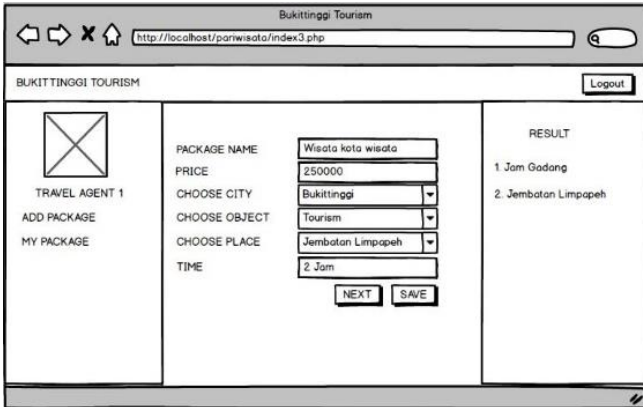 Bukittinggi Tourism
http://localhost/pariwisata/index3.php
BUKITTINGGI TOURISM
Logout
TRAVEL AGENT 1
ADD PACKAGE
MY PACKAGE
PACKAGE NAME Wisata kota wisata
PRICE 250000
CHOOSE CITY Bukittinggi
CHOOSE OBJECT Tourism
CHOOSE PLACE Jembatan Limpapeh
TIME 2 Jam
NEXT SAVE
RESULT
1. Jam Gadang
2. Jembatan Limpapeh